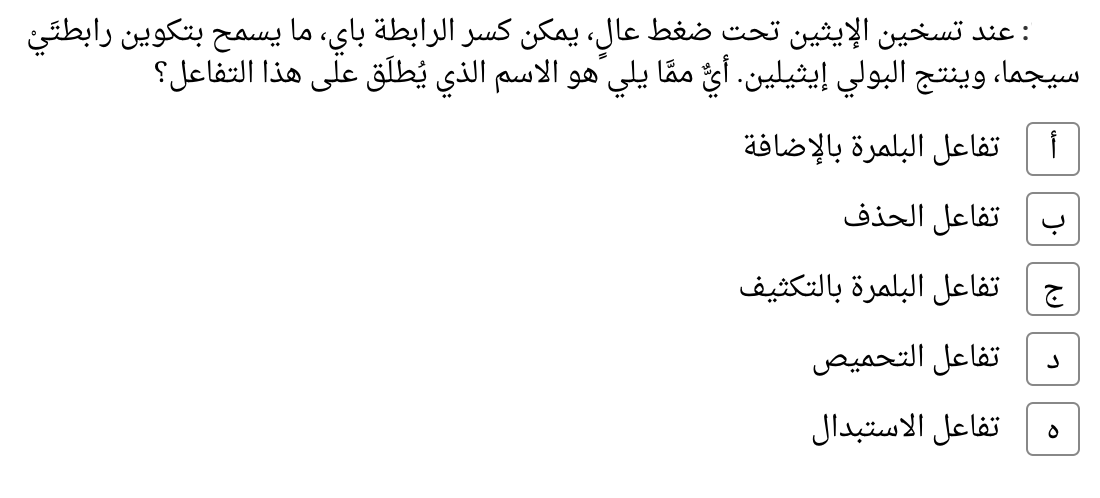 : عند تسخين الإيثين تحت ضغط عالٍ، يمكن كسر الرابطة باي، ما يسمح بتكوين رابطتَيْ
سيجما، وينتج البولي إيثيلين. أيٌّ ممَّا يلي هو الاسم الذي يُطلَق على هذا التفاعل؟
أ تفاعل البلمرة بالإضافة
ب تفاعل الحذف
ج تفاعل البلمرة بالتكثيف
د تفاعل التحميص
ه تفاعل الاستبدال